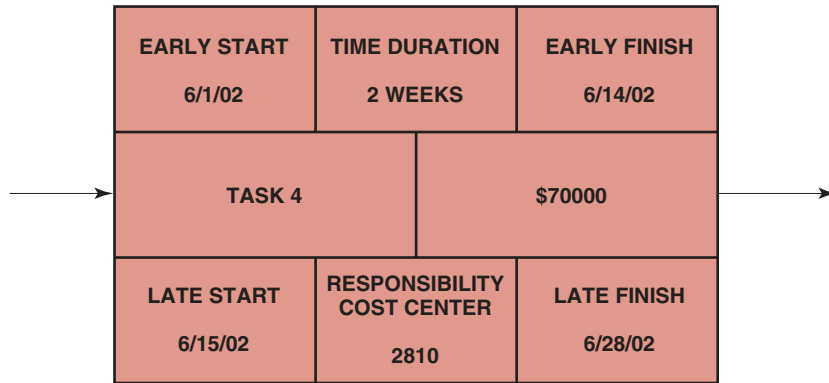 EARLY START
6/1/02
TIME DURATION
2 WEEKS
EARLY FINISH
6/14/02
TASK 4
$70000
LATE START
6/15/02
RESPONSIBILITY
COST CENTER
2810
LATE FINISH
6/28/02